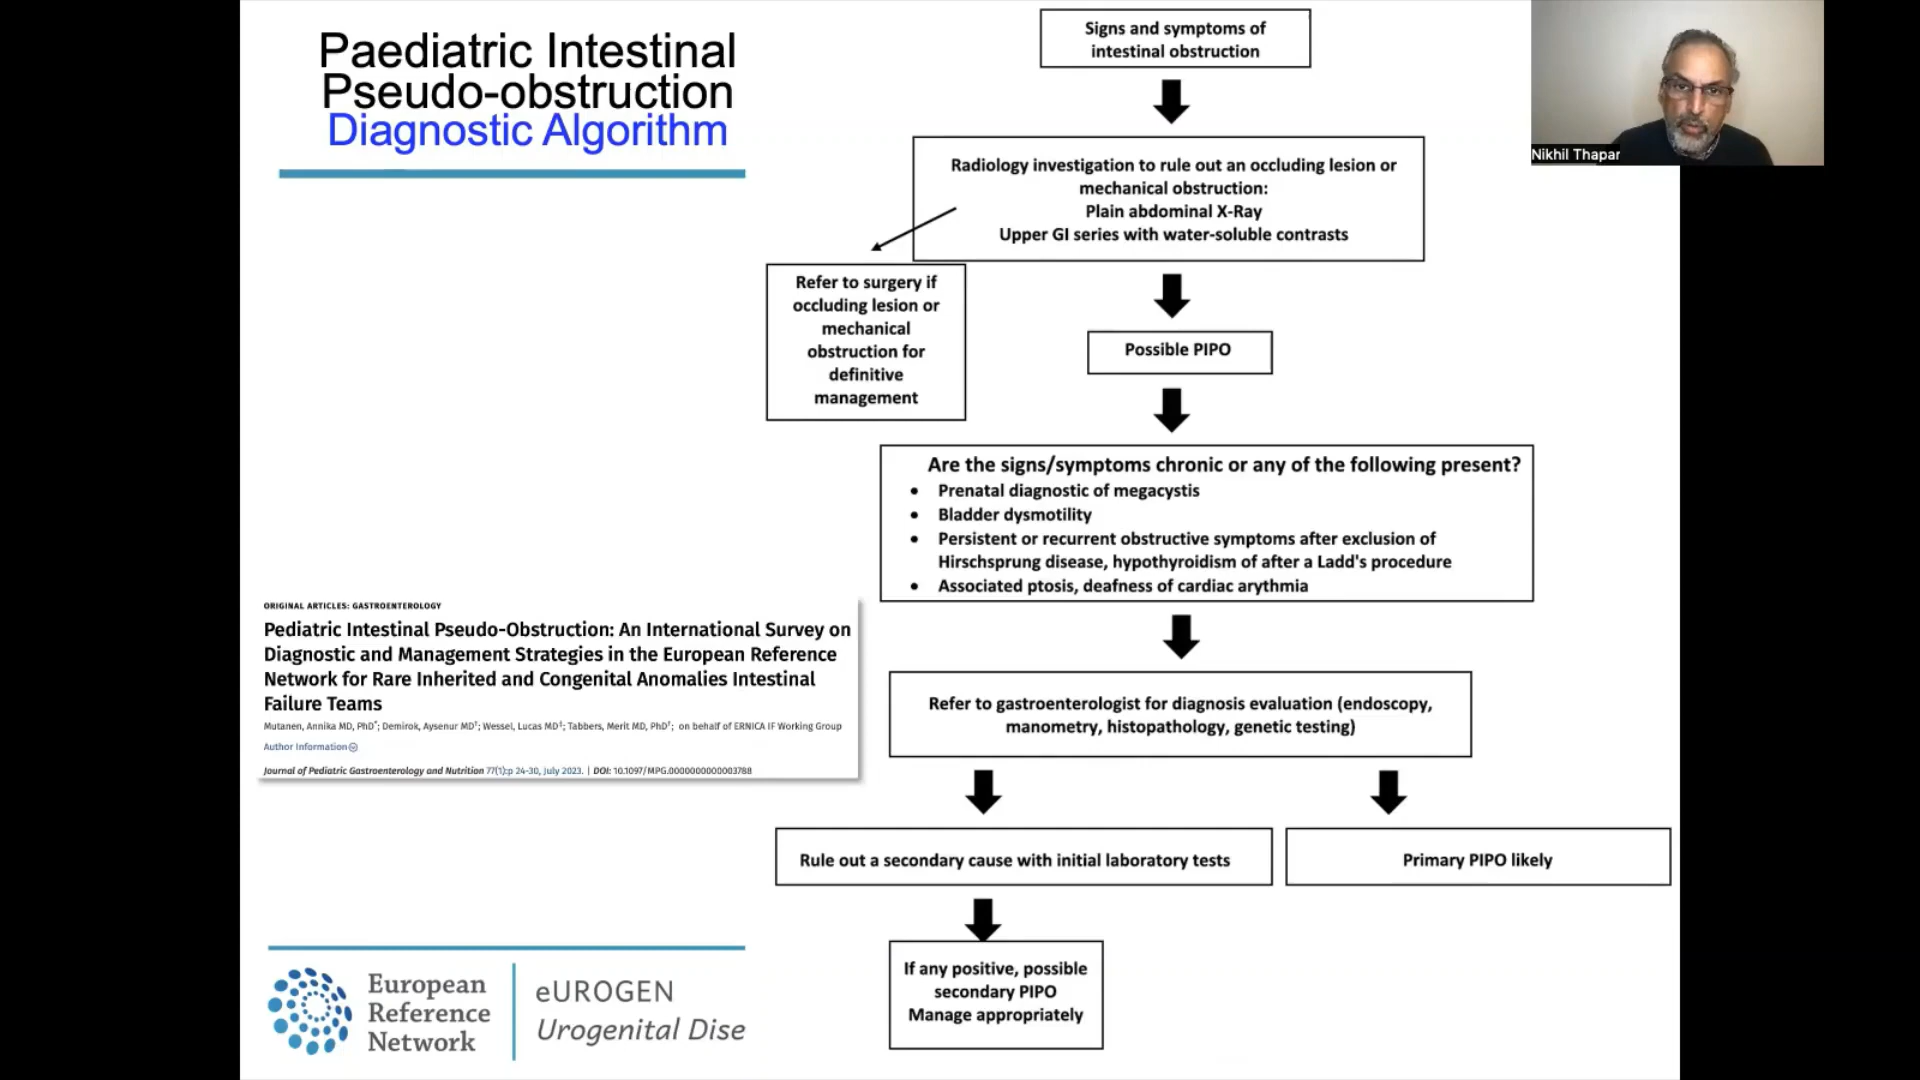 Paediatric Intestinal
Pseudo-obstruction
Diagnostic Algorithm
Signs and symptoms of
intestinal obstruction
Nikhil Thapar
Radiology investigation to rule out an occluding lesion or
mechanical obstruction:
Plain abdominal X-Ray
Upper GI series with water-soluble contrasts
Refer to surgery if
occluding lesion or
mechanical
obstruction for
definitive
management
Possible PIPO
Are the signs/symptoms chronic or any of the following present?
• Prenatal diagnostic of megacystis
• Bladder dysmotility
• Persistent or recurrent obstructive symptoms after exclusion of
Hirschsprung disease, hypothyroidism of after a Ladd's procedure
• Associated ptosis, deafness of cardiac arythmia
ORIGINAL ARTICLES: GASTROENTEROLOGY
Pediatric Intestinal Pseudo-Obstruction: An International Survey on
Diagnostic and Management Strategies in the European Reference
Network for Rare Inherited and Congenital Anomalies Intestinal
Failure Teams
Mutanen, Annika MD, PhD*; Demirok, Aysenur MD†; Wessel, Lucas MD‡; Tabbers, Merit MD, PhD†; on behalf of ERNICA IF Working Group
Author Information
Journal of Pediatric Gastroenterology and Nutrition 77(1):p 24-30, July 2023. | DOI: 10.1097/MPG.0000000000003788
Refer to gastroenterologist for diagnosis evaluation (endoscopy,
manometry, histopathology, genetic testing)
Rule out a secondary cause with initial laboratory tests
Primary PIPO likely
If any positive, possible
secondary PIPO
Manage appropriately
European
Reference
Network
eUROGEN
Urogenital Dise